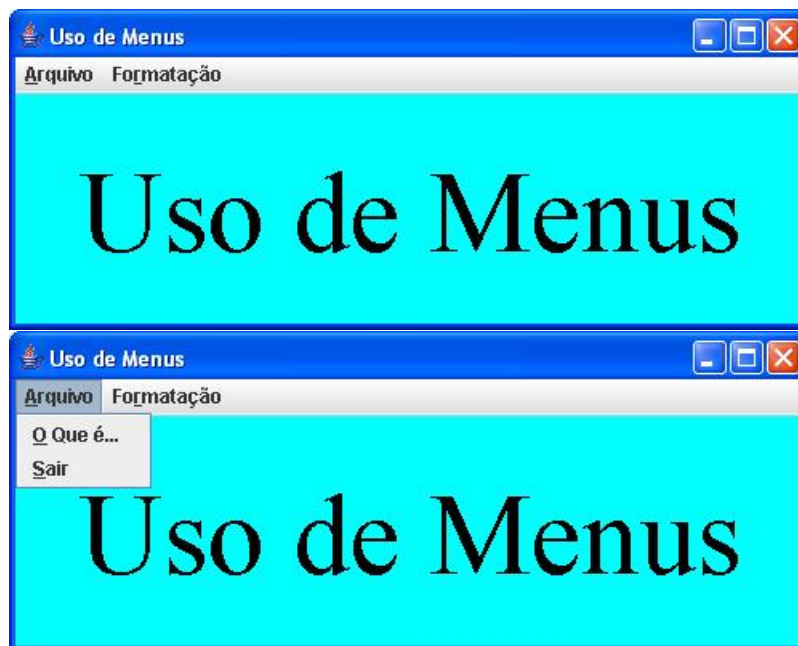 Uso de Menus
Arquivo Formatação
Uso de Menus
Uso de Menus
Arquivo Formatação
O Que é...
Sair
Uso de Menus